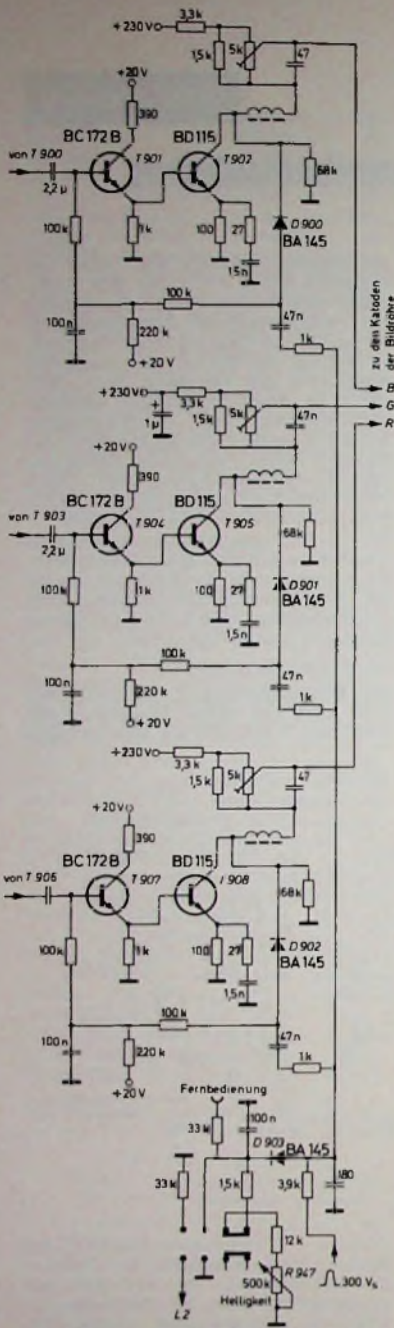 3,3k
+230V
1,5k
5k
47
+20V
390
BC172B
BD115
von T900
T901
T902
2,2µ
68k
100k
1k
100
27
D900
BA145
1,5n
100k
47n
100n
220k
1k
+20V
zu den Katoden
der Bildröhre
B
G
R
+230V
3,3k
1µ
1,5k
5k
47n
+20V
390
BC172B
BD115
von T903
T904
T905
2,2µ
68k
100k
1k
100
27
D901
BA145
1,5n
100k
47n
100n
220k
1k
+20V
+230V
3,3k
1,5k
5k
47
+20V
390
BC172B
BD115
von T906
T907
T908
68k
100k
1k
100
27
D902
BA145
1,5n
100k
47n
100n
220k
1k
+20V
Fernbedienung
100n
33k
D903
BA145
33k
1,5k
3,9k
180
12k
500k
R947
300 Vs
Helligkeit
L2